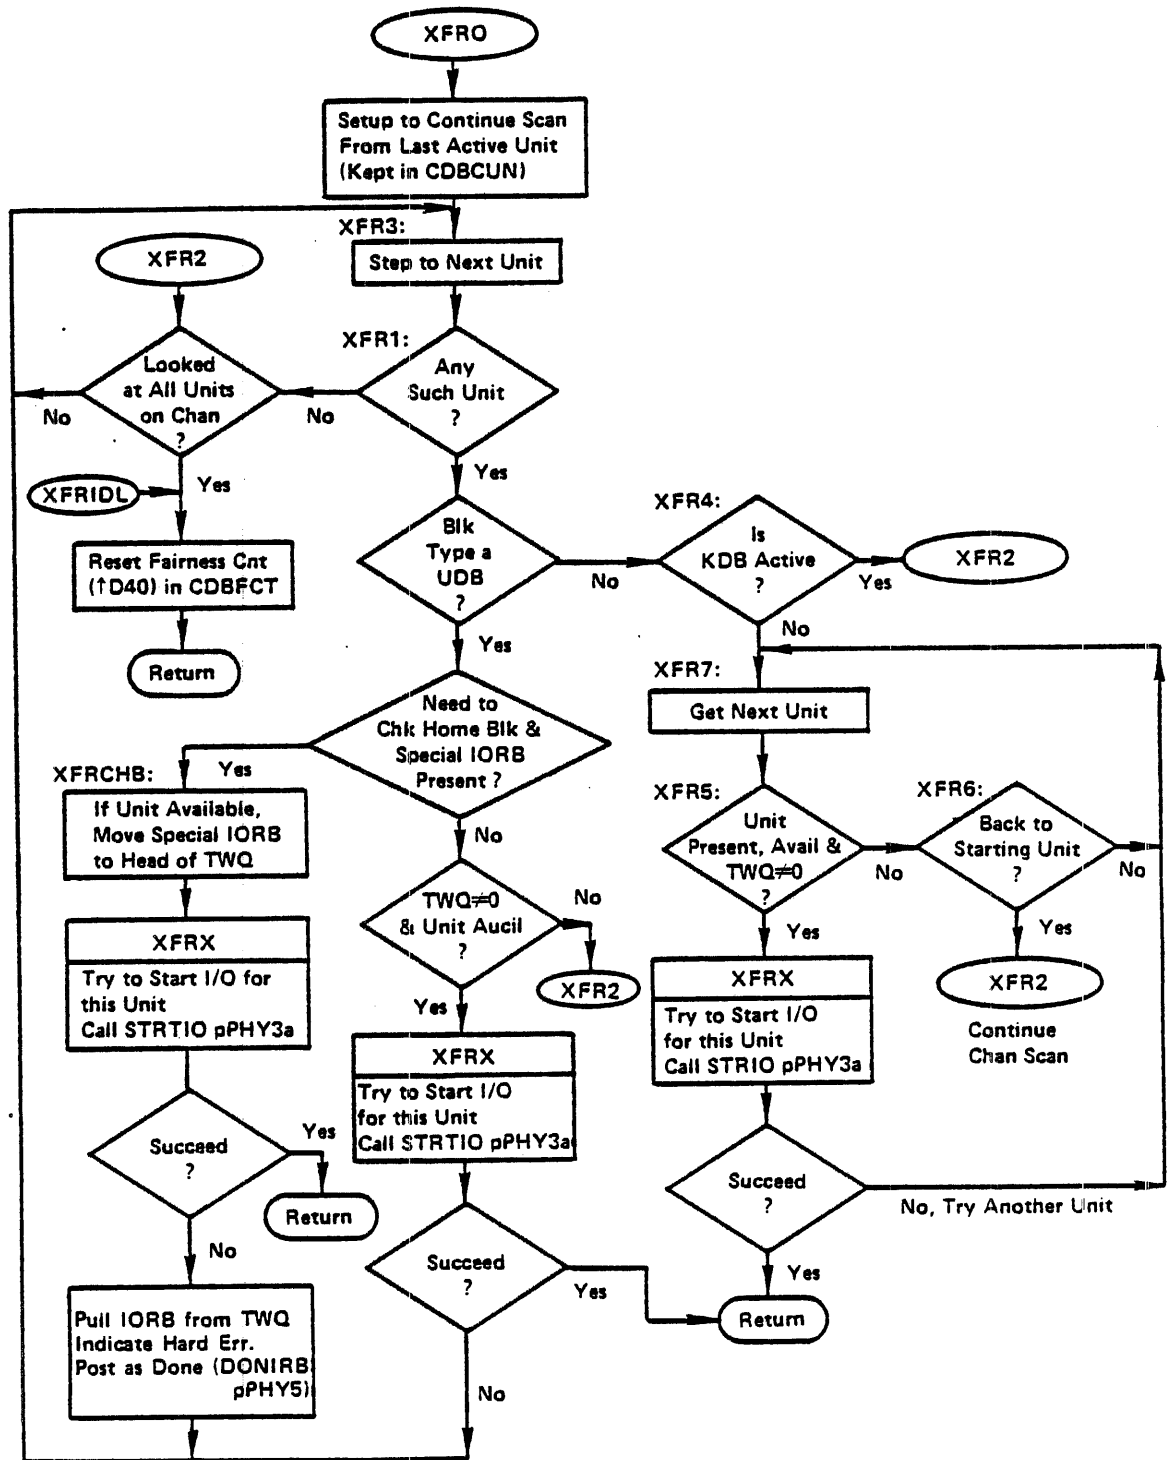 XFRO
Setup to Continue Scan
From Last Active Unit
(Kept in CDBCUN)
XFR3:
Step to Next Unit
XFR2
XFR1:
Looked
at All Units
on Chan
?
No
No
Any
Such Unit
?
Yes
XFRIDL
Yes
Reset Fairness Cnt
(↑D40) in CDBFCT
Return
Blk
Type a
UDB
?
No
Yes
XFR4:
Is
KDB Active
?
Yes
XFR2
No
XFR7:
Get Next Unit
Need to
Chk Home Blk &
Special IORB
Present ?
Yes
No
XFRCHB:
If Unit Available,
Move Special IORB
to Head of TWQ
XFR5:
Unit
Present, Avail &
TWQ≠0
?
No
Yes
XFR6:
Back to
Starting Unit
?
No
Yes
XFR2
Continue
Chan Scan
TWQ≠0
& Unit Aucil
?
No
XFR2
Yes
XFRX
Try to Start I/O for
this Unit
Call STRTIO pPHY3a
XFRX
Try to Start I/O
for this Unit
Call STRTIO pPHY3a
XFRX
Try to Start I/O
for this Unit
Call STRIO pPHY3a
Succeed
?
Yes
Return
No
Succeed
?
Yes
No
Succeed
?
No, Try Another Unit
Yes
Return
Pull IORB from TWQ
Indicate Hard Err.
Post as Done (DONIRB
pPHY5)